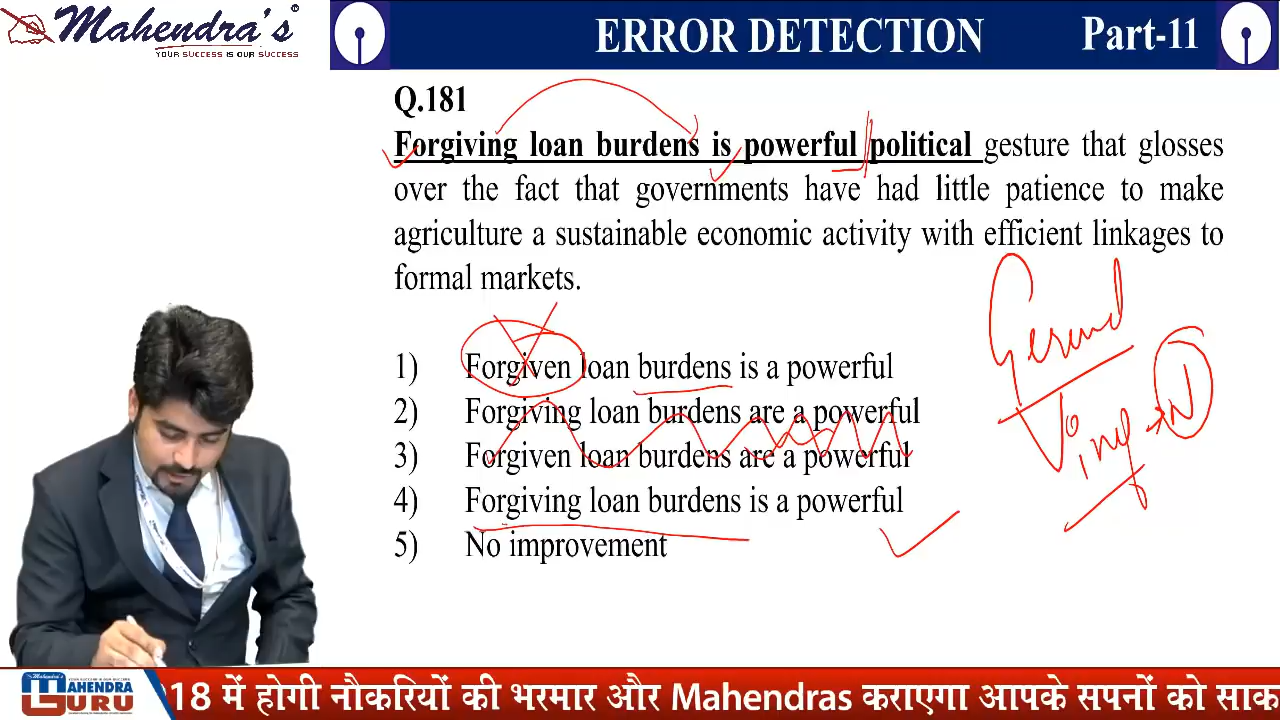 Mahendra's
YOUR SUCCESS IS OUR SUCCESS
ERROR DETECTION
Part-11
Q.181
Forgiving loan burdens is powerful political gesture that glosses
over the fact that governments have had little patience to make
agriculture a sustainable economic activity with efficient linkages to
formal markets.
1) Forgiven loan burdens is a powerful
2) Forgiving loan burdens are a powerful
3) Forgiven loan burdens are a powerful
4) Forgiving loan burdens is a powerful
5) No improvement
Gerund
V ing → N
Mahendra's
MAHENDRA
GURU
018 में होगी नौकरियों की भरमार और Mahendras कराएगा आपके सपनों को साक